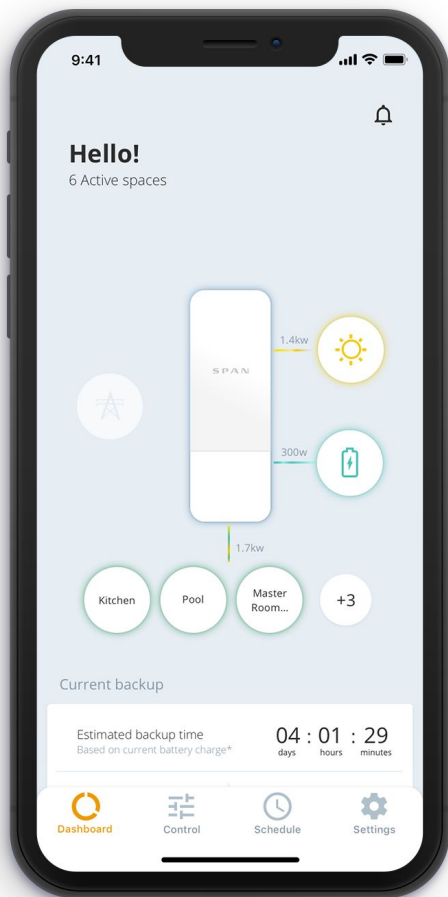 9:41
Hello!
6 Active spaces
1.4kw
SPAN
300w
1.7kw
Kitchen
Pool
Master
Room...
+3
Current backup
Estimated backup time
Based on current battery charge*
04 : 01 : 29
days hours minutes
Dashboard
Control
Schedule
Settings